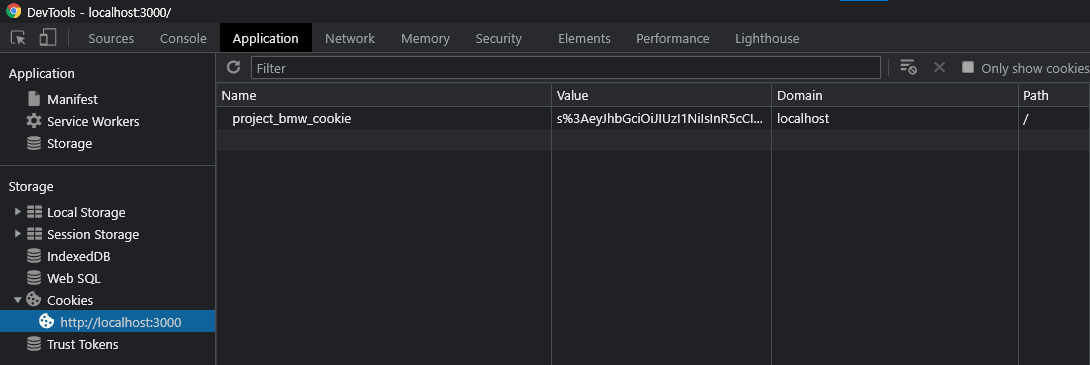 DevTools - localhost:3000/
Sources Console Application Network Memory Security Elements Performance Lighthouse
Application
Manifest
Service Workers
Storage
Storage
Local Storage
Session Storage
IndexedDB
Web SQL
Cookies
http://localhost:3000
Trust Tokens
Filter Only show cookies
Name Value Domain Path
project_bmw_cookie s%3AeyJhbGciOiJIUzI1NiIsInR5cCI... localhost /